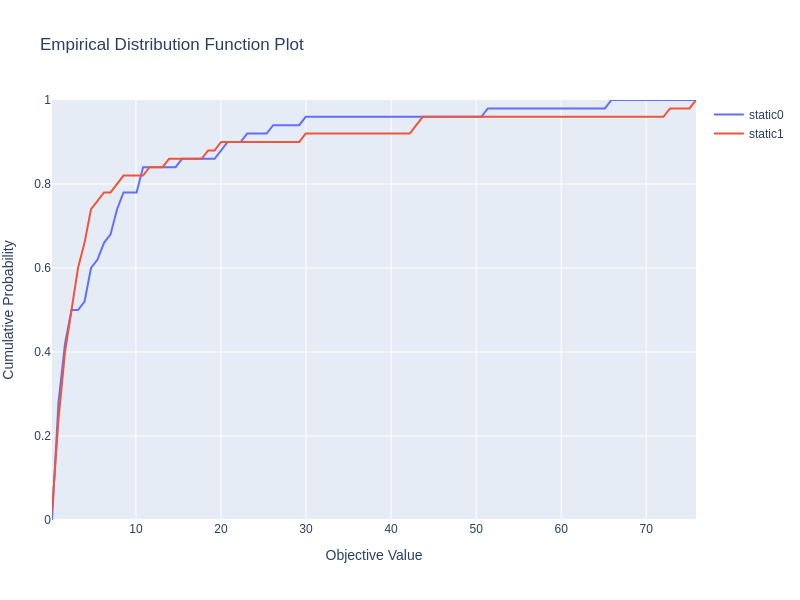 Empirical Distribution Function Plot
static0
static1
Cumulative Probability
1
0.8
0.6
0.4
0.2
0
10
20
30
40
50
60
70
Objective Value